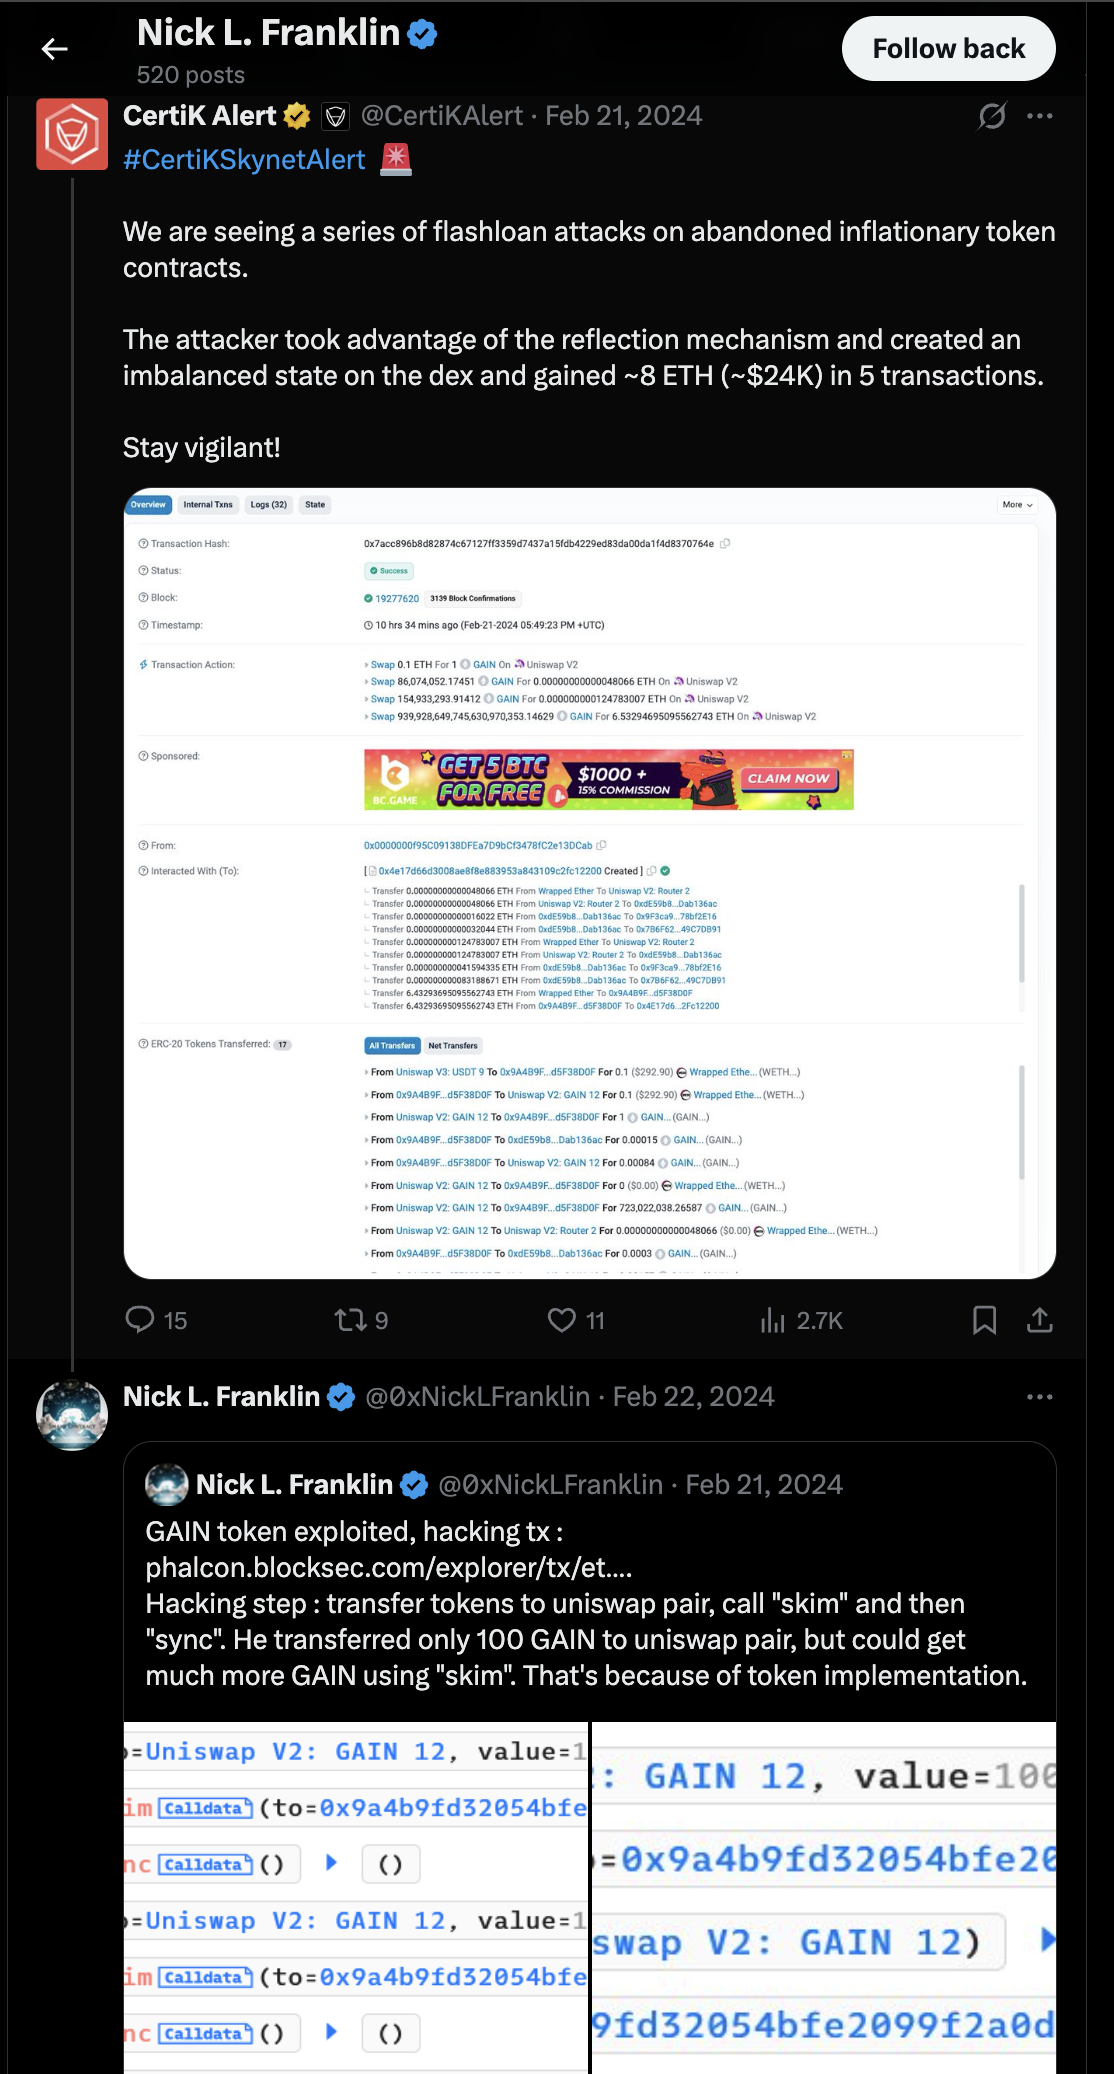 Nick L. Franklin
520 posts
Follow back
CertiK Alert @CertiKAlert · Feb 21, 2024
#CertiKSkynetAlert
We are seeing a series of flashloan attacks on abandoned inflationary token
contracts.
The attacker took advantage of the reflection mechanism and created an
imbalanced state on the dex and gained ~8 ETH (~$24K) in 5 transactions.
Stay vigilant!
Overview Internal Txns Logs (32) State More
Transaction Hash: 0x7acc896b8d82874c67127ff3359d7437a15fdb4229ed83da00da1f4d8370764e
Status: Success
Block: 19277620 3139 Block Confirmations
Timestamp: 10 hrs 34 mins ago (Feb-21-2024 05:49:23 PM +UTC)
Transaction Action: Swap 0.1 ETH For 1 GAIN On Uniswap V2
Swap 86,074,052.17451 GAIN For 0.00000000000048066 ETH On Uniswap V2
Swap 154,933,293.91412 GAIN For 0.000000000124783007 ETH On Uniswap V2
Swap 939,928,649,745,630,970,353.14629 GAIN For 6.53294695095562743 ETH On Uniswap V2
Sponsored:
BC.GAME GET 5 BTC FOR FREE $1000 + 15% COMMISSION CLAIM NOW
From: 0x0000000f95C09138DFEa7D9bCf3478fC2e13DCab
Interacted With (To): [ 0x4e17d66d3008ae8f8e883953a843109c2fc12200 Created ]
Transfer 0.00000000000048066 ETH From Wrapped Ether To Uniswap V2: Router 2
Transfer 0.00000000000048066 ETH From Uniswap V2: Router 2 To 0xdE59b8...Dab136ac
Transfer 0.00000000000016022 ETH From 0xdE59b8...Dab136ac To 0x9F3ca9...78bf2E16
Transfer 0.00000000000032044 ETH From 0xdE59b8...Dab136ac To 0x7B6F62...49C7DB91
Transfer 0.000000000124783007 ETH From Wrapped Ether To Uniswap V2: Router 2
Transfer 0.000000000124783007 ETH From Uniswap V2: Router 2 To 0xdE59b8...Dab136ac
Transfer 0.000000000041594335 ETH From 0xdE59b8...Dab136ac To 0x9F3ca9...78bf2E16
Transfer 0.000000000083188671 ETH From 0xdE59b8...Dab136ac To 0x7B6F62...49C7DB91
Transfer 6.43293695095562743 ETH From Wrapped Ether To 0x9A4B9F...d5F38D0F
Transfer 6.43293695095562743 ETH From 0x9A4B9F...d5F38D0F To 0x4E17d6...2Fc12200
ERC-20 Tokens Transferred: 17 All Transfers Net Transfers
From Uniswap V3: USDT 9 To 0x9A4B9F...d5F38D0F For 0.1 ($292.90) Wrapped Ethe... (WETH...)
From 0x9A4B9F...d5F38D0F To Uniswap V2: GAIN 12 For 0.1 ($292.90) Wrapped Ethe... (WETH...)
From Uniswap V2: GAIN 12 To 0x9A4B9F...d5F38D0F For 1 GAIN... (GAIN...)
From 0x9A4B9F...d5F38D0F To 0xdE59b8...Dab136ac For 0.00015 GAIN... (GAIN...)
From 0x9A4B9F...d5F38D0F To Uniswap V2: GAIN 12 For 0.00084 GAIN... (GAIN...)
From Uniswap V2: GAIN 12 To 0x9A4B9F...d5F38D0F For 0 ($0.00) Wrapped Ethe... (WETH...)
From Uniswap V2: GAIN 12 To 0x9A4B9F...d5F38D0F For 723,022,038.26587 GAIN... (GAIN...)
From Uniswap V2: GAIN 12 To Uniswap V2: Router 2 For 0.00000000000048066 ($0.00) Wrapped Ethe... (WETH...)
From 0x9A4B9F...d5F38D0F To 0xdE59b8...Dab136ac For 0.0003 GAIN... (GAIN...)
15 9 11 2.7K
Nick L. Franklin @0xNickLFranklin · Feb 22, 2024
Nick L. Franklin @0xNickLFranklin · Feb 21, 2024
GAIN token exploited, hacking tx :
phalcon.blocksec.com/explorer/tx/et....
Hacking step : transfer tokens to uniswap pair, call "skim" and then
"sync". He transferred only 100 GAIN to uniswap pair, but could get
much more GAIN using "skim". That's because of token implementation.
=Uniswap V2: GAIN 12, value=1
im Calldata (to=0x9a4b9fd32054bfe
nc Calldata () ()
=Uniswap V2: GAIN 12, value=1
im Calldata (to=0x9a4b9fd32054bfe
nc Calldata () ()
: GAIN 12, value=100
=0x9a4b9fd32054bfe20
swap V2: GAIN 12)
9fd32054bfe2099f2a0d